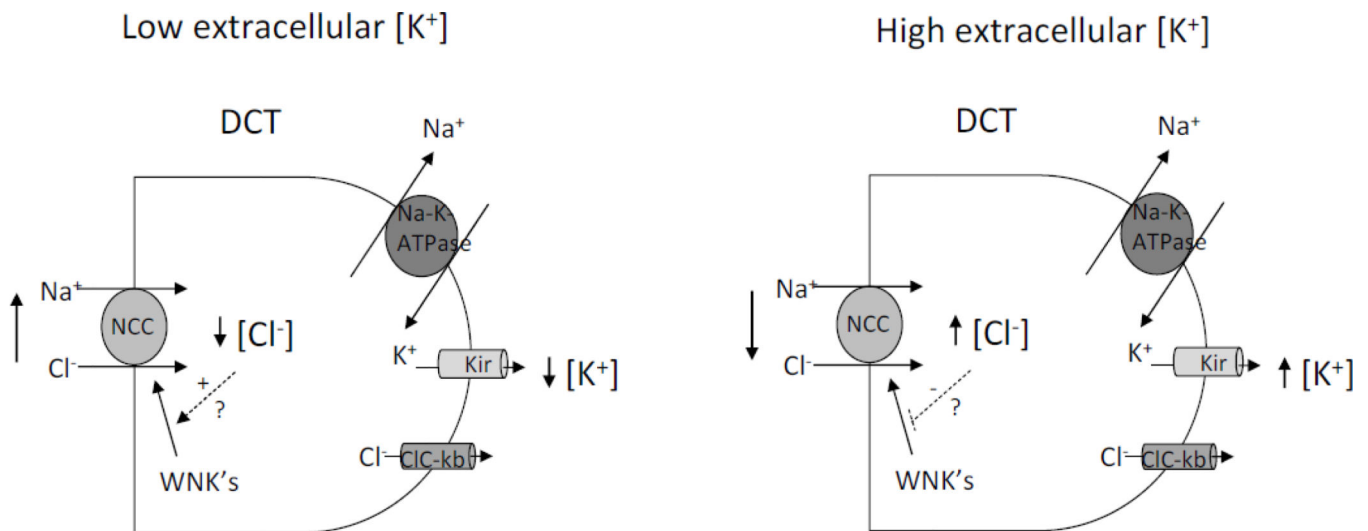 Low extracellular [K⁺]
DCT
Na⁺
Na-K-
ATPase
Na⁺
NCC
Cl⁻
↓ [Cl⁻]
+
?
WNK's
K⁺
Kir
↓ [K⁺]
Cl⁻
ClC-kb
High extracellular [K⁺]
DCT
Na⁺
Na-K-
ATPase
Na⁺
NCC
Cl⁻
↑ [Cl⁻]
-
?
WNK's
K⁺
Kir
↑ [K⁺]
Cl⁻
ClC-kb